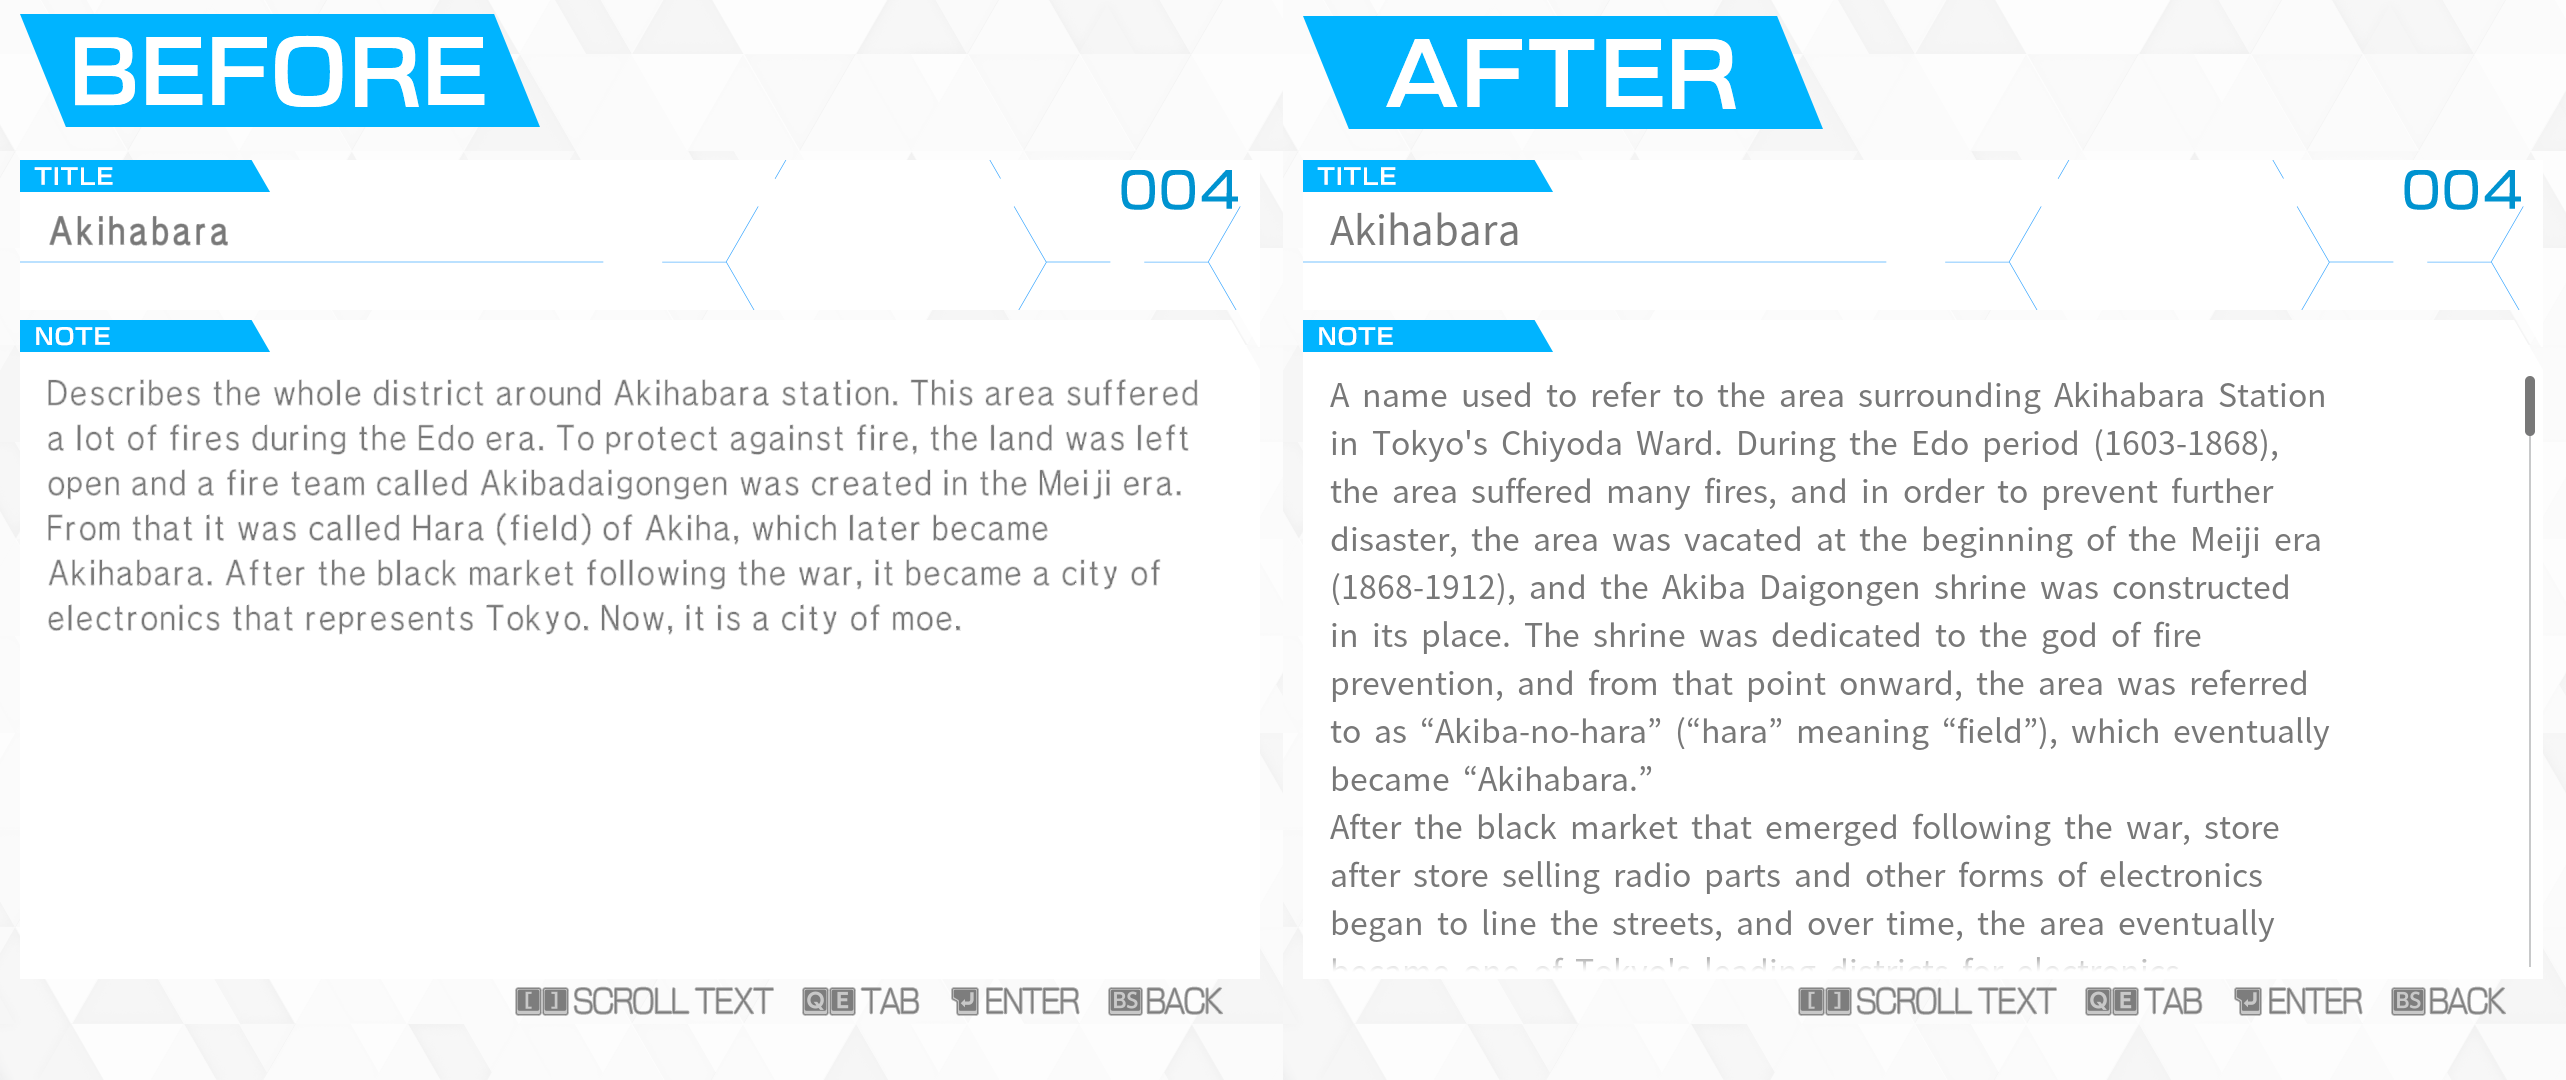 BEFORE
TITLE
004
Akihabara
NOTE
Describes the whole district around Akihabara station. This area suffered
a lot of fires during the Edo era. To protect against fire, the land was left
open and a fire team called Akibadaigongen was created in the Meiji era.
From that it was called Hara (field) of Akiha, which later became
Akihabara. After the black market following the war, it became a city of
electronics that represents Tokyo. Now, it is a city of moe.
[ ] SCROLL TEXT Q E TAB ENTER BS BACK
AFTER
TITLE
004
Akihabara
NOTE
A name used to refer to the area surrounding Akihabara Station
in Tokyo's Chiyoda Ward. During the Edo period (1603-1868),
the area suffered many fires, and in order to prevent further
disaster, the area was vacated at the beginning of the Meiji era
(1868-1912), and the Akiba Daigongen shrine was constructed
in its place. The shrine was dedicated to the god of fire
prevention, and from that point onward, the area was referred
to as “Akiba-no-hara” (“hara” meaning “field”), which eventually
became “Akihabara.”
After the black market that emerged following the war, store
after store selling radio parts and other forms of electronics
began to line the streets, and over time, the area eventually
became one of Tokyo's leading districts for electronics
[ ] SCROLL TEXT Q E TAB ENTER BS BACK